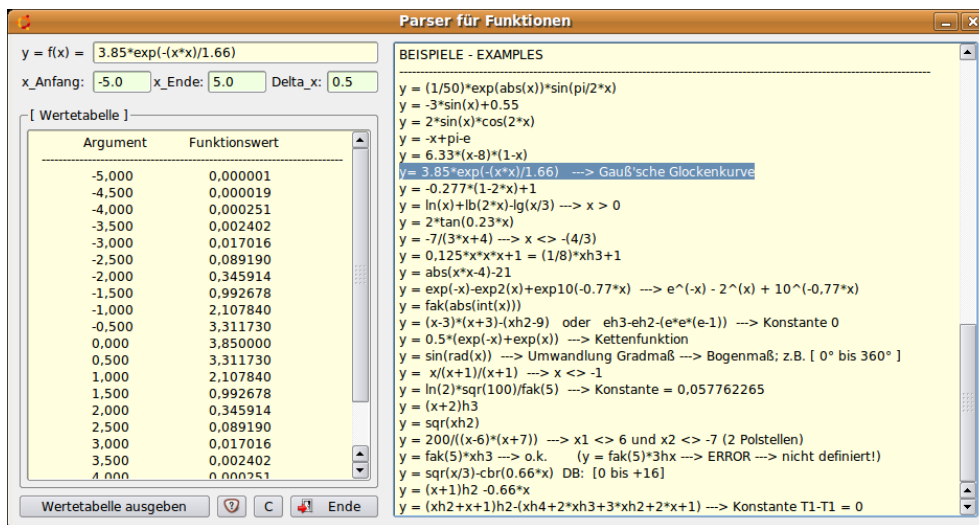 Parser für Funktionen
y = f(x) = 3.85*exp(-(x*x)/1.66)
x_Anfang: -5.0 x_Ende: 5.0 Delta_x: 0.5
[ Wertetabelle ]
Argument Funktionswert
-5,000 0,000001
-4,500 0,000019
-4,000 0,000251
-3,500 0,002402
-3,000 0,017016
-2,500 0,089190
-2,000 0,345914
-1,500 0,992678
-1,000 2,107840
-0,500 3,311730
0,000 3,850000
0,500 3,311730
1,000 2,107840
1,500 0,992678
2,000 0,345914
2,500 0,089190
3,000 0,017016
3,500 0,002402
4,000 0,000251
Wertetabelle ausgeben ? C Ende
BEISPIELE - EXAMPLES
y = (1/50)*exp(abs(x))*sin(pi/2*x)
y = -3*sin(x)+0.55
y = 2*sin(x)*cos(2*x)
y = -x+pi-e
y = 6.33*(x-8)*(1-x)
y= 3.85*exp(-(x*x)/1.66) ---> Gauß'sche Glockenkurve
y = -0.277*(1-2*x)+1
y = ln(x)+lb(2*x)-lg(x/3) ---> x > 0
y = 2*tan(0.23*x)
y = -7/(3*x+4) ---> x <> -(4/3)
y = 0,125*x*x*x+1 = (1/8)*xh3+1
y = abs(x*x-4)-21
y = exp(-x)-exp2(x)+exp10(-0.77*x) ---> e^(-x) - 2^(x) + 10^(-0,77*x)
y = fak(abs(int(x)))
y = (x-3)*(x+3)-(xh2-9) oder eh3-eh2-(e*e*(e-1)) ---> Konstante 0
y = 0.5*(exp(-x)+exp(x)) ---> Kettenfunktion
y = sin(rad(x)) ---> Umwandlung Gradmaß ---> Bogenmaß; z.B. [ 0° bis 360° ]
y = x/(x+1)/(x+1) ---> x <> -1
y = ln(2)*sqr(100)/fak(5) ---> Konstante = 0,057762265
y = (x+2)h3
y = sqr(xh2)
y = 200/((x-6)*(x+7)) ---> x1 <> 6 und x2 <> -7 (2 Polstellen)
y = fak(5)*xh3 ---> o.k. (y = fak(5)*3hx ---> ERROR ---> nicht definiert!)
y = sqr(x/3)-cbr(0.66*x) DB: [0 bis +16]
y = (x+1)h2 -0.66*x
y = (xh2+x+1)h2-(xh4+2*xh3+3*xh2+2*x+1) ---> Konstante T1-T1 = 0